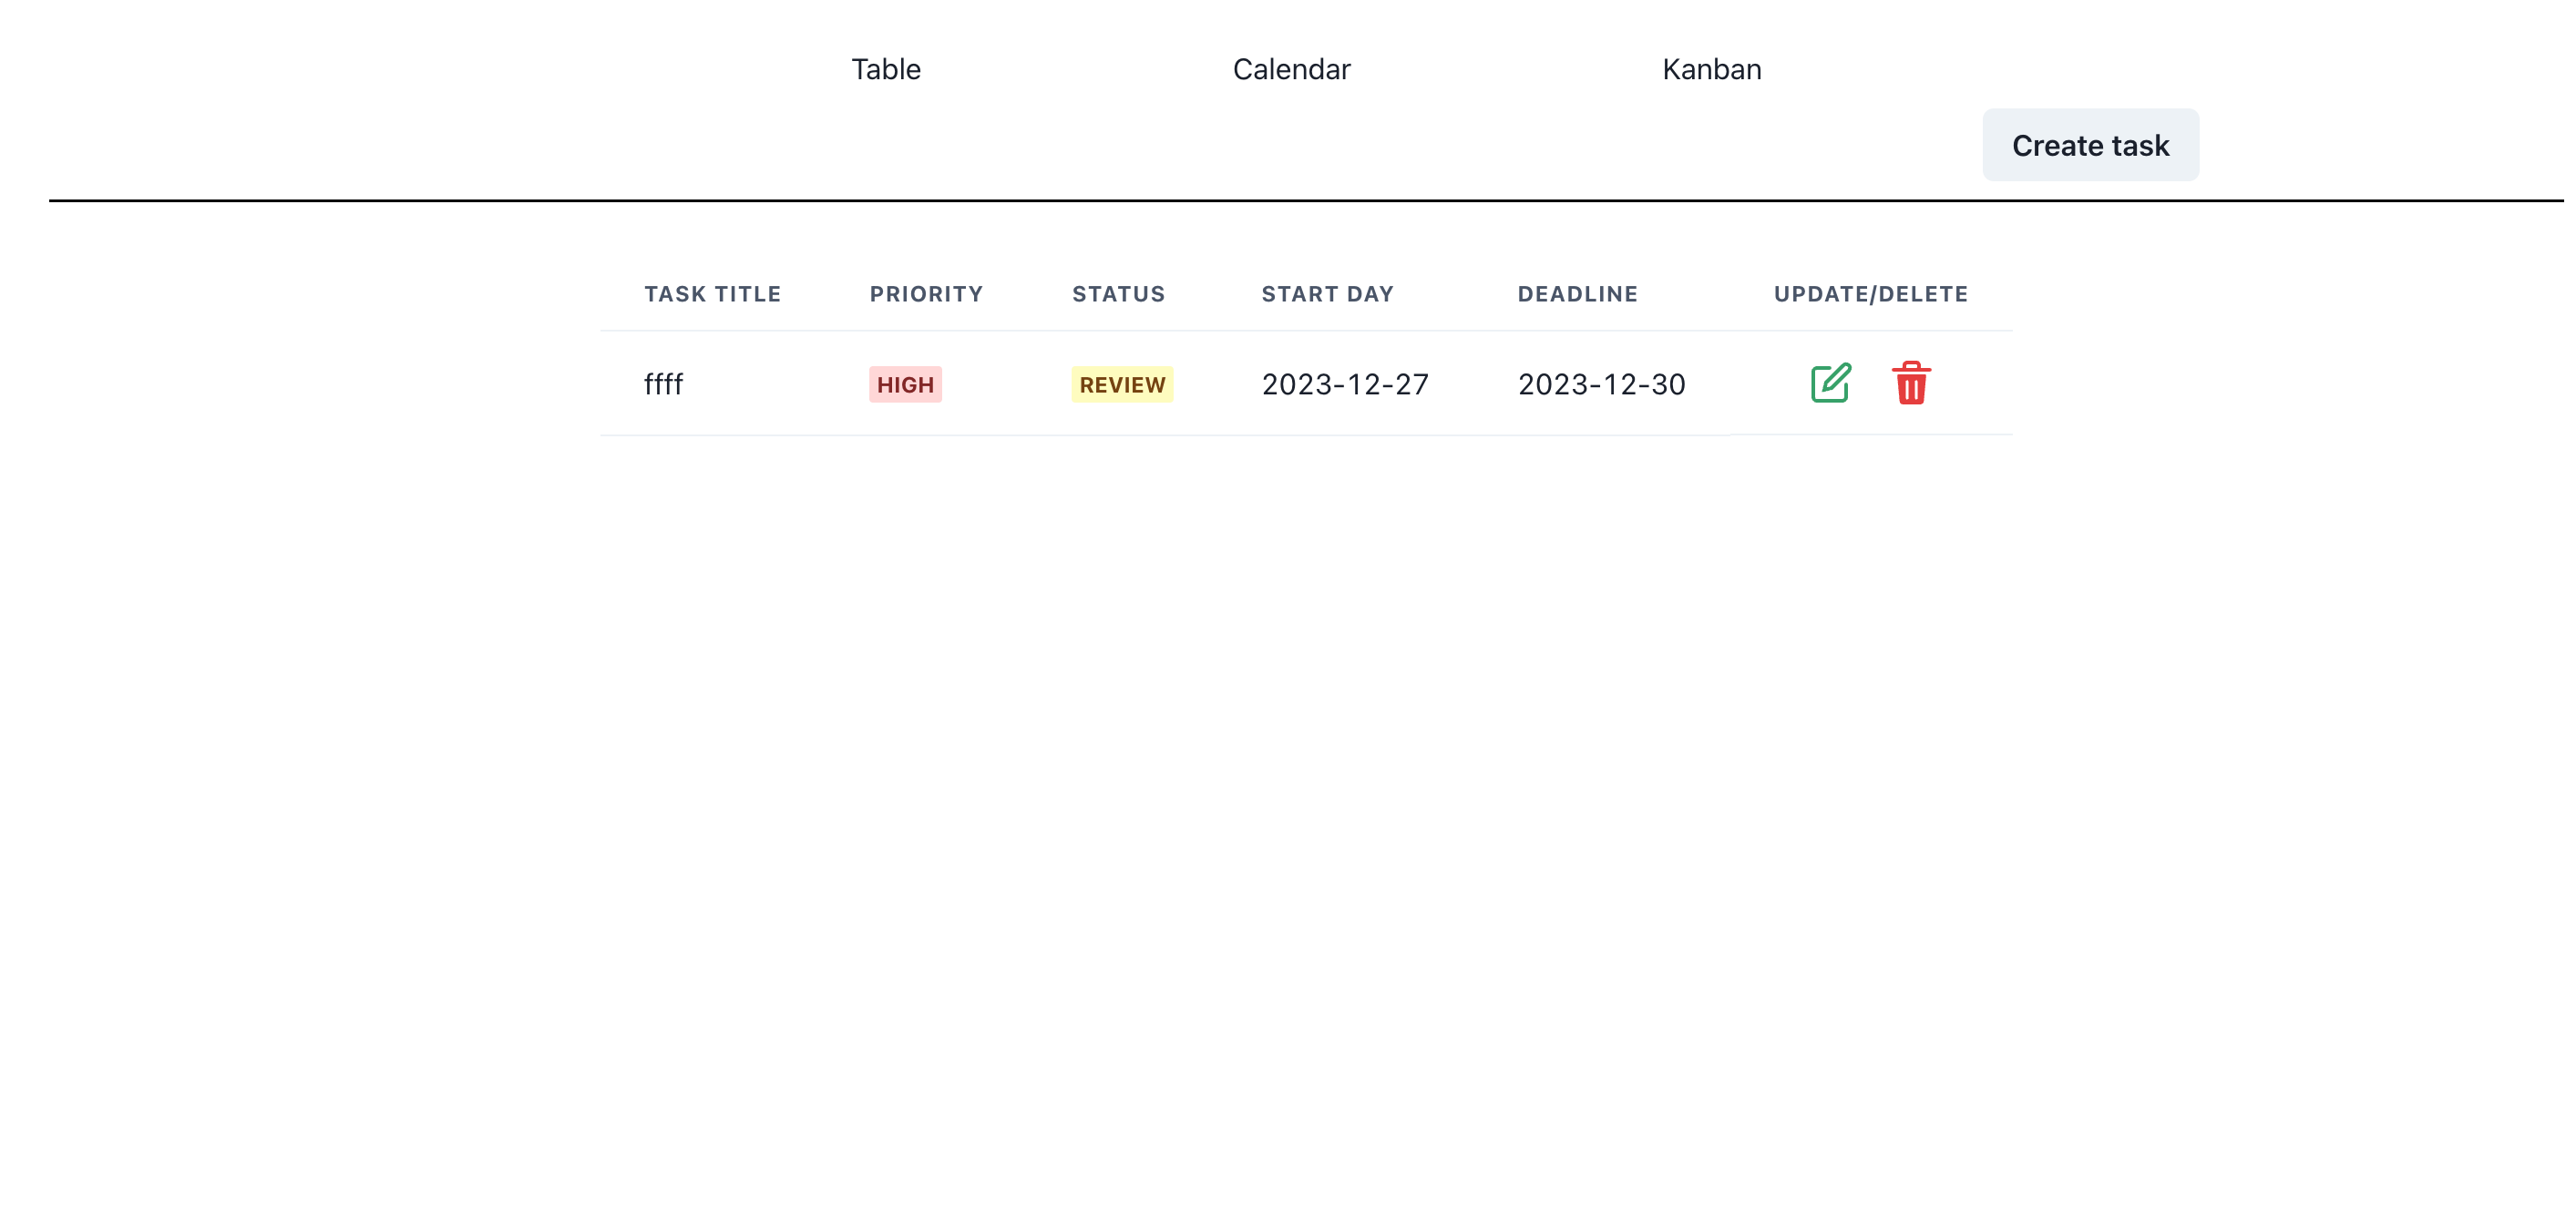 Table Calendar Kanban
Create task
TASK TITLE PRIORITY STATUS START DAY DEADLINE UPDATE/DELETE
ffff HIGH REVIEW 2023-12-27 2023-12-30